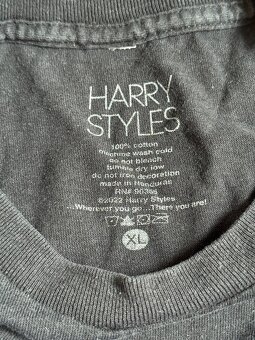 HARRY
STYLES
100% cotton
machine wash cold
do not bleach
tumble dry low
do not iron decoration
made in Honduras
©2022 Harry Styles
...Wherever you go...There you are!
XL